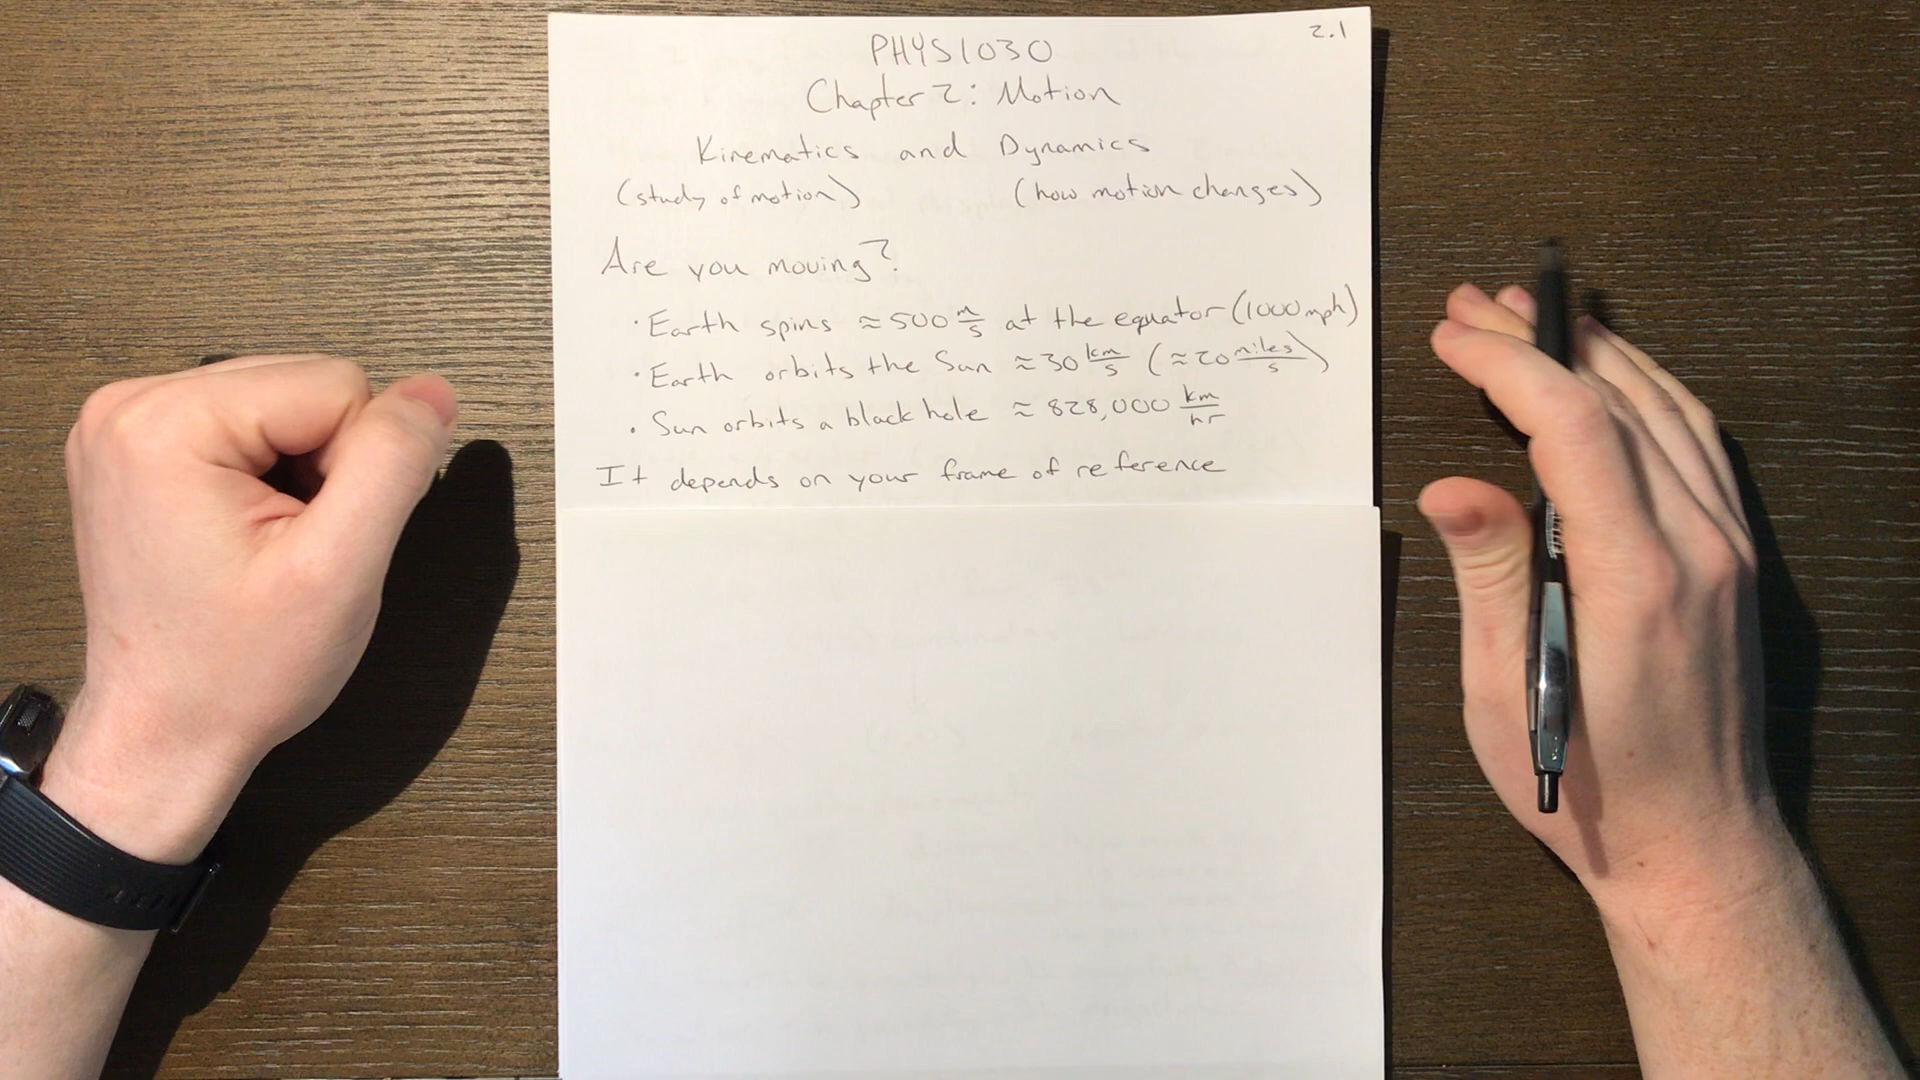 2.1
PHYS1030
Chapter 2: Motion
Kinematics and Dynamics
(study of motion) (how motion changes)
Are you moving?
· Earth spins ≈ 500 m/s at the equator (1000 mph)
· Earth orbits the Sun ≈ 30 km/s (≈ 20 miles/s)
· Sun orbits a black hole ≈ 828,000 km/hr
It depends on your frame of reference